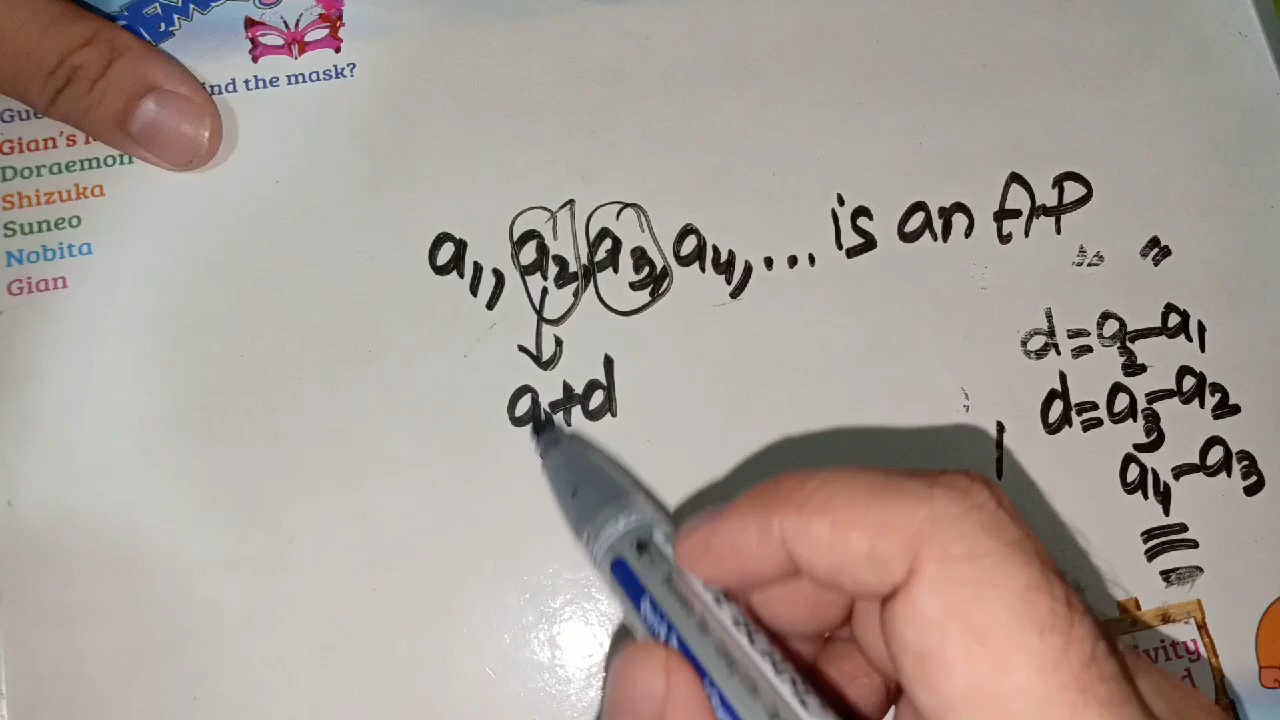 ind the mask?
Gian's
Doraemon
Shizuka
Suneo
Nobita
Gian
a₁, a₂, a₃, a₄, ... is an A.P
d=a₂-a₁
d=a₃-a₂
a₄-a₃
a+d